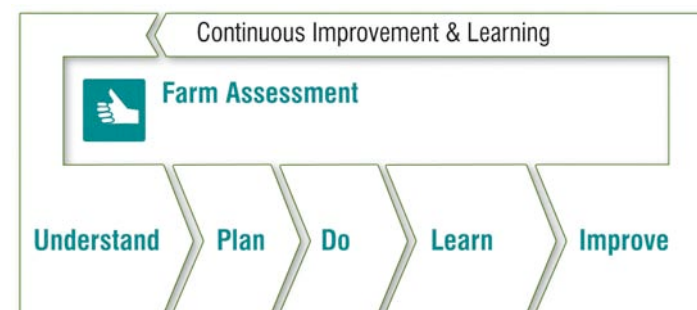 Continuous Improvement & Learning
Farm Assessment
Understand
Plan
Do
Learn
Improve